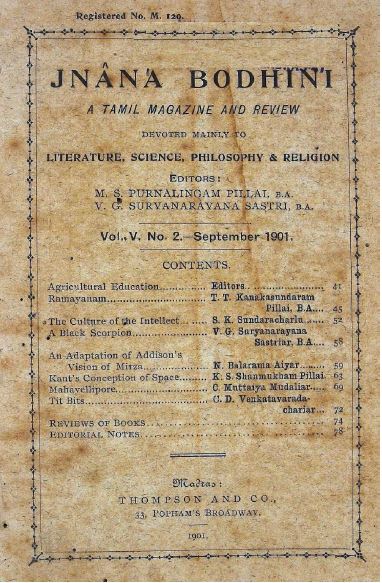 Registered No. M. 129.
JNÂNA BODHINI
A TAMIL MAGAZINE AND REVIEW
DEVOTED MAINLY TO
LITERATURE, SCIENCE, PHILOSOPHY & RELIGION
EDITORS:
M. S. PURNALINGAM PILLAI, B.A.
V. G. SURYANARAYANA SASTRI, B.A.
Vol. V. No. 2.—September 1901.
CONTENTS.
Agricultural Education........... Editors........................ 41
Ramayanam........................ T. T. Kanakasundaram
Pillai, B.A.... 45
The Culture of the Intellect...... S. K. Sundaracharlu...... 52
A Black Scorpion.................. V. G. Suryanarayana
Sastriar, B.A.... 58
An Adaptation of Addison's
Vision of Mirza................ N. Balarama Aiyar...... 59
Kant's Conception of Space........ K. S. Shunmukham Pillai. 63
Mahavellipore..................... C. Muttaiya Mudaliar..... 69
Tit Bits.......................... C. D. Venkatavarada-
chariar... 72
REVIEWS OF BOOKS................................................ 74
EDITORIAL NOTES................................................. 78
Madras:
THOMPSON AND CO.,
33, POPHAM'S BROADWAY.
1901.